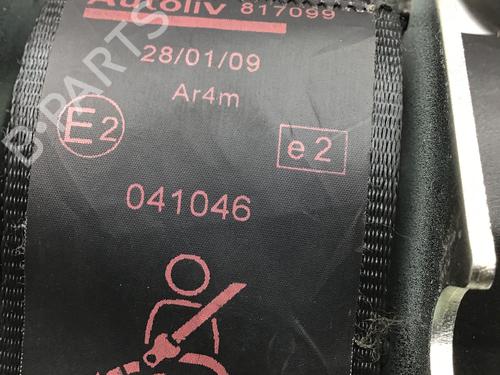 Autoliv 817099
28/01/09
Ar4m
E2
e2
041046
B-PARTS